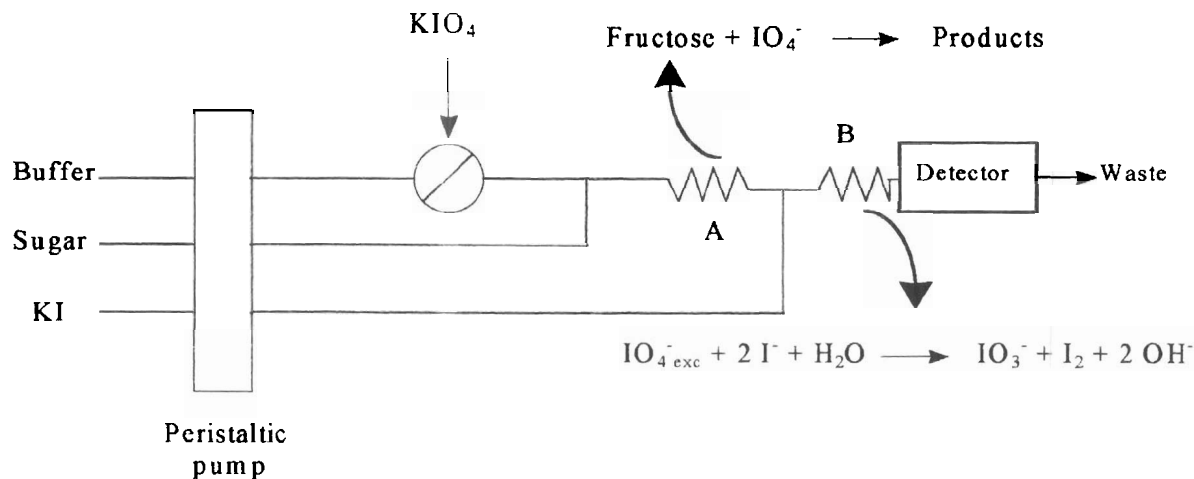 KIO₄
Fructose + IO₄⁻ → Products
B
Buffer
Detector
Waste
Sugar
A
KI
IO₄⁻exc + 2 I⁻ + H₂O → IO₃⁻ + I₂ + 2 OH⁻
Peristaltic
pump